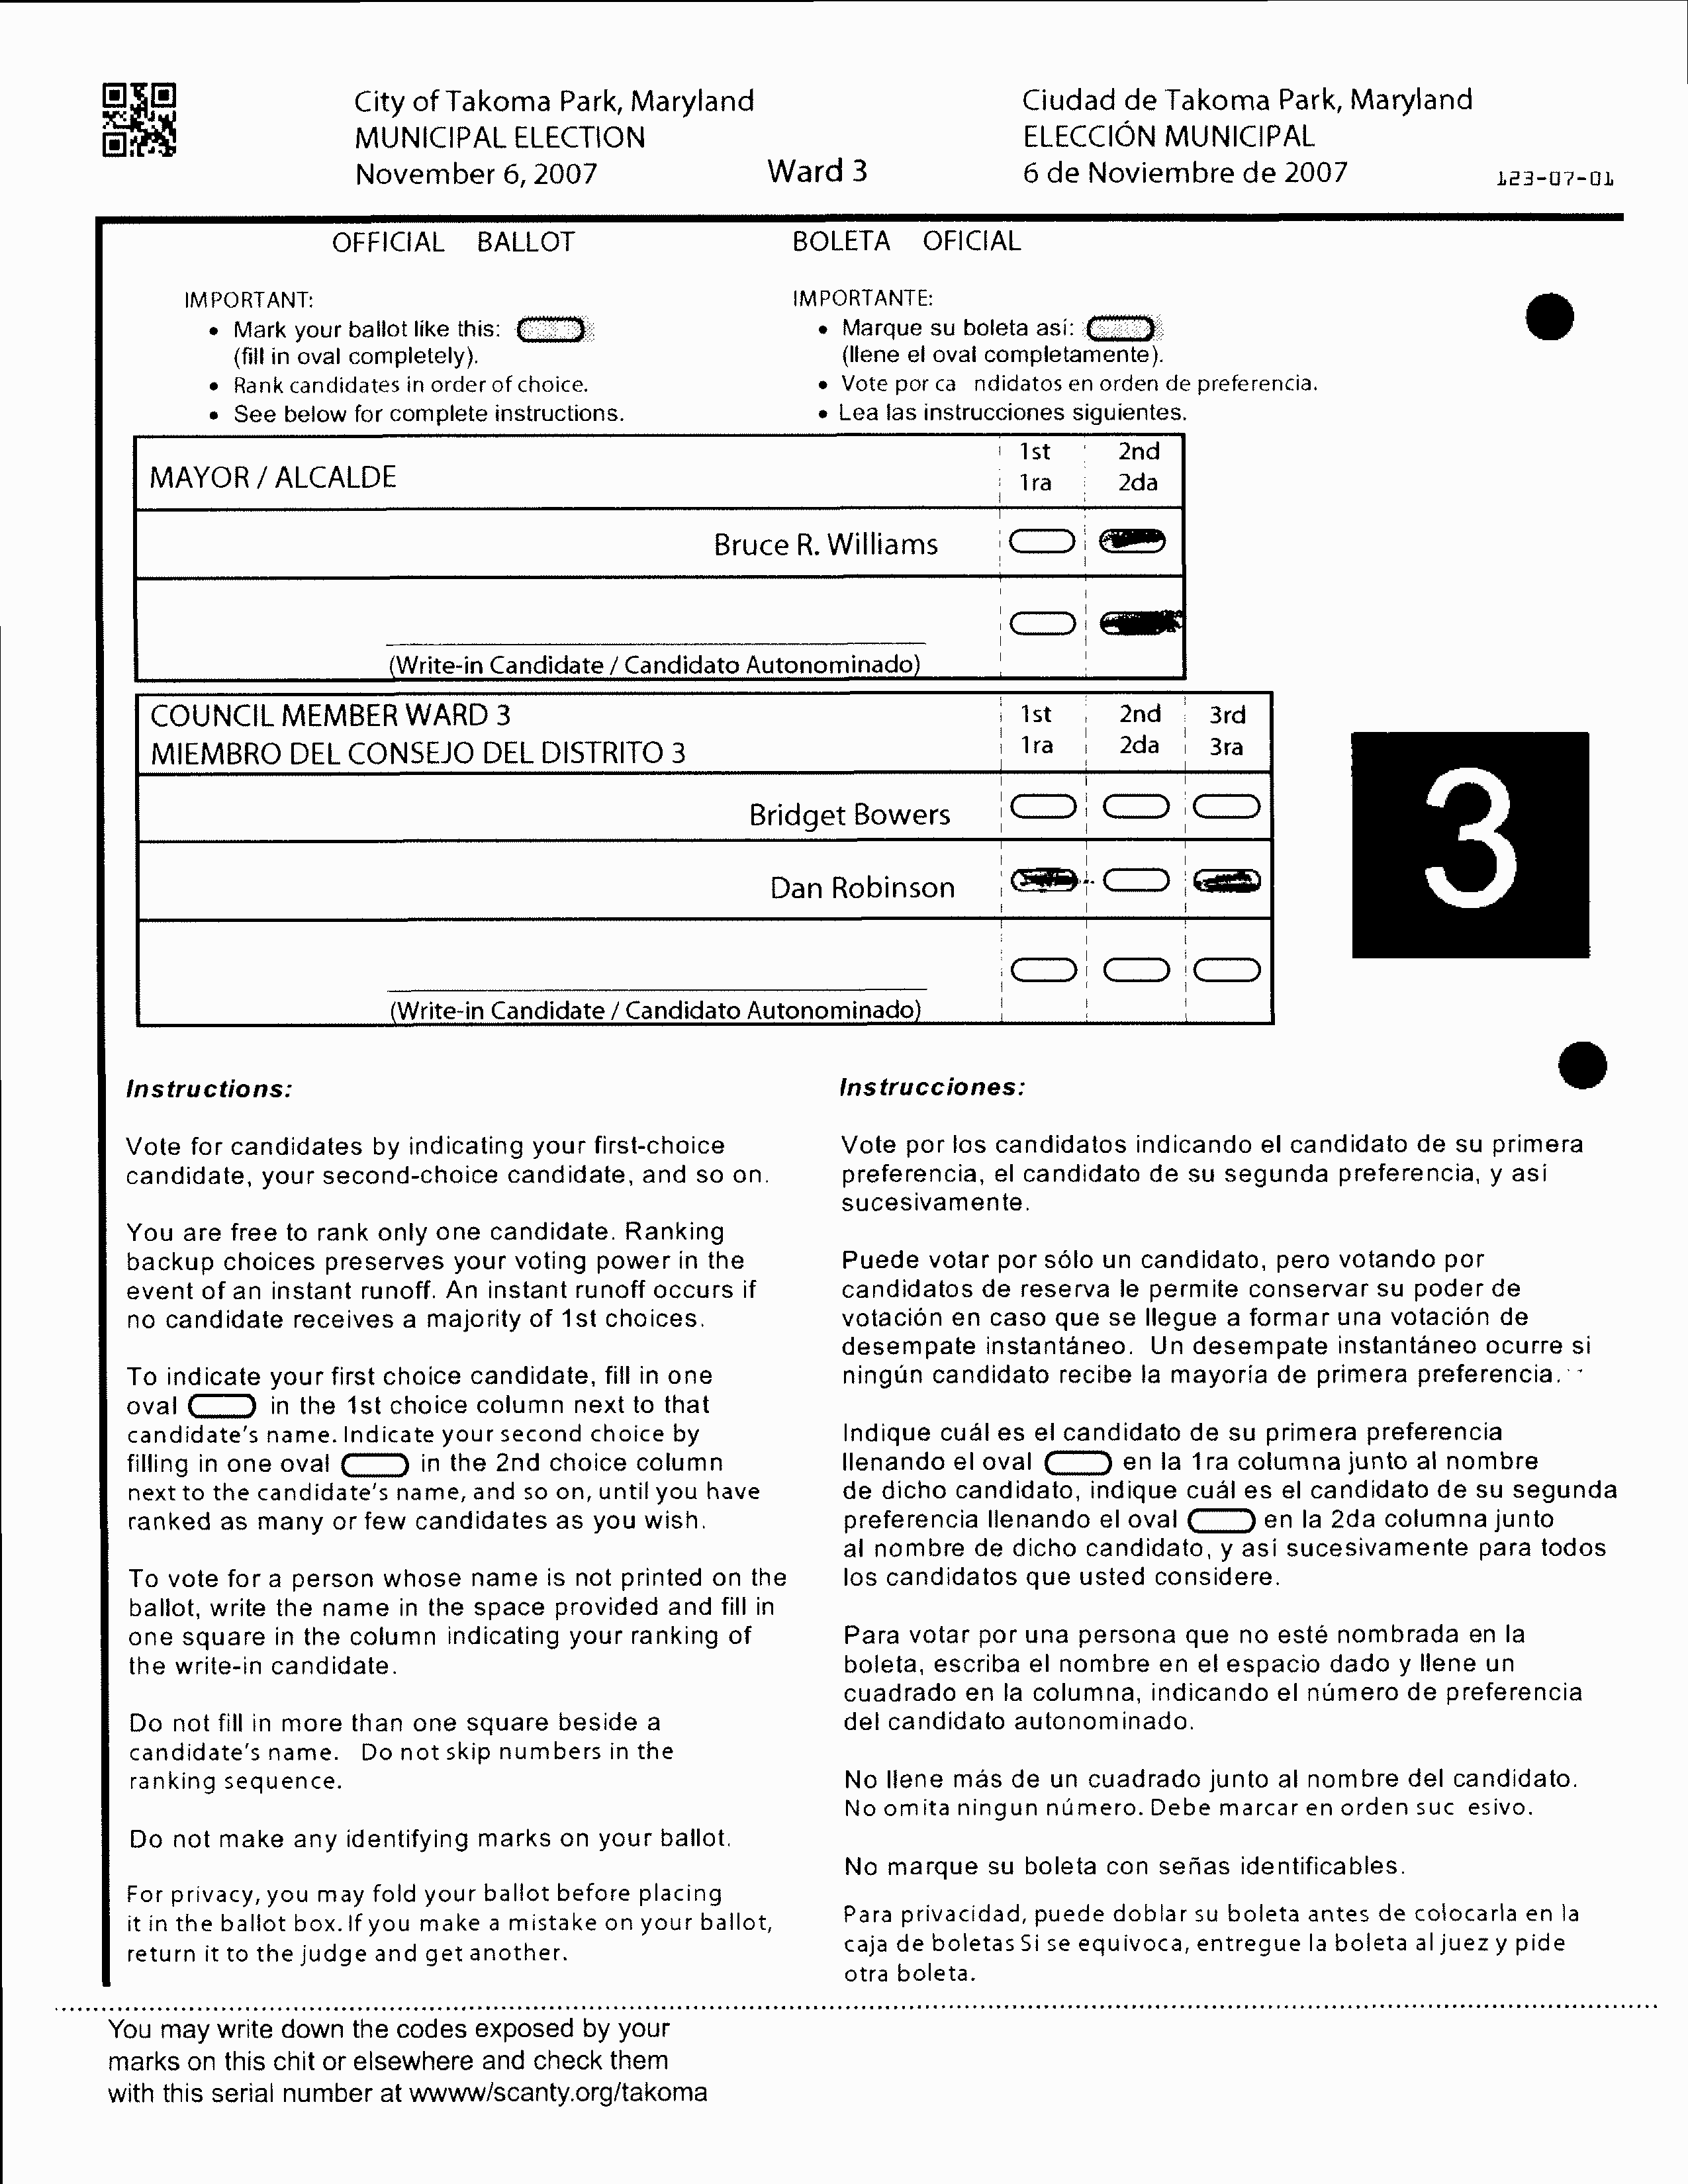 City of Takoma Park, Maryland
MUNICIPAL ELECTION
November 6, 2007
Ward 3
Ciudad de Takoma Park, Maryland
ELECCIÓN MUNICIPAL
6 de Noviembre de 2007
123-07-01
OFFICIAL BALLOT
BOLETA OFICIAL
IMPORTANT:
• Mark your ballot like this:
(fill in oval completely).
• Rank candidates in order of choice.
• See below for complete instructions.
IMPORTANTE:
• Marque su boleta así:
(llene el oval completamente).
• Vote por ca ndidatos en orden de preferencia.
• Lea las instrucciones siguientes.
MAYOR / ALCALDE
1st 2nd
1ra 2da
Bruce R. Williams
(Write-in Candidate / Candidato Autonominado)
COUNCIL MEMBER WARD 3
MIEMBRO DEL CONSEJO DEL DISTRITO 3
1st 2nd 3rd
1ra 2da 3ra
Bridget Bowers
Dan Robinson
(Write-in Candidate / Candidato Autonominado)
3
Instructions:
Vote for candidates by indicating your first-choice
candidate, your second-choice candidate, and so on.
You are free to rank only one candidate. Ranking
backup choices preserves your voting power in the
event of an instant runoff. An instant runoff occurs if
no candidate receives a majority of 1st choices.
To indicate your first choice candidate, fill in one
oval in the 1st choice column next to that
candidate's name. Indicate your second choice by
filling in one oval in the 2nd choice column
next to the candidate's name, and so on, until you have
ranked as many or few candidates as you wish.
To vote for a person whose name is not printed on the
ballot, write the name in the space provided and fill in
one square in the column indicating your ranking of
the write-in candidate.
Do not fill in more than one square beside a
candidate's name. Do not skip numbers in the
ranking sequence.
Do not make any identifying marks on your ballot.
For privacy, you may fold your ballot before placing
it in the ballot box. If you make a mistake on your ballot,
return it to the judge and get another.
Instrucciones:
Vote por los candidatos indicando el candidato de su primera
preferencia, el candidato de su segunda preferencia, y asi
sucesivamente.
Puede votar por sólo un candidato, pero votando por
candidatos de reserva le permite conservar su poder de
votación en caso que se llegue a formar una votación de
desempate instantáneo. Un desempate instantáneo ocurre si
ningún candidato recibe la mayoría de primera preferencia.
Indique cuál es el candidato de su primera preferencia
llenando el oval en la 1ra columna junto al nombre
de dicho candidato, indique cuál es el candidato de su segunda
preferencia llenando el oval en la 2da columna junto
al nombre de dicho candidato, y asi sucesivamente para todos
los candidatos que usted considere.
Para votar por una persona que no esté nombrada en la
boleta, escriba el nombre en el espacio dado y llene un
cuadrado en la columna, indicando el número de preferencia
del candidato autonominado.
No llene más de un cuadrado junto al nombre del candidato.
No omita ningun número. Debe marcar en orden suc esivo.
No marque su boleta con señas identificables.
Para privacidad, puede doblar su boleta antes de colocarla en la
caja de boletas Si se equivoca, entregue la boleta al juez y pide
otra boleta.
You may write down the codes exposed by your
marks on this chit or elsewhere and check them
with this serial number at wwww/scanty.org/takoma